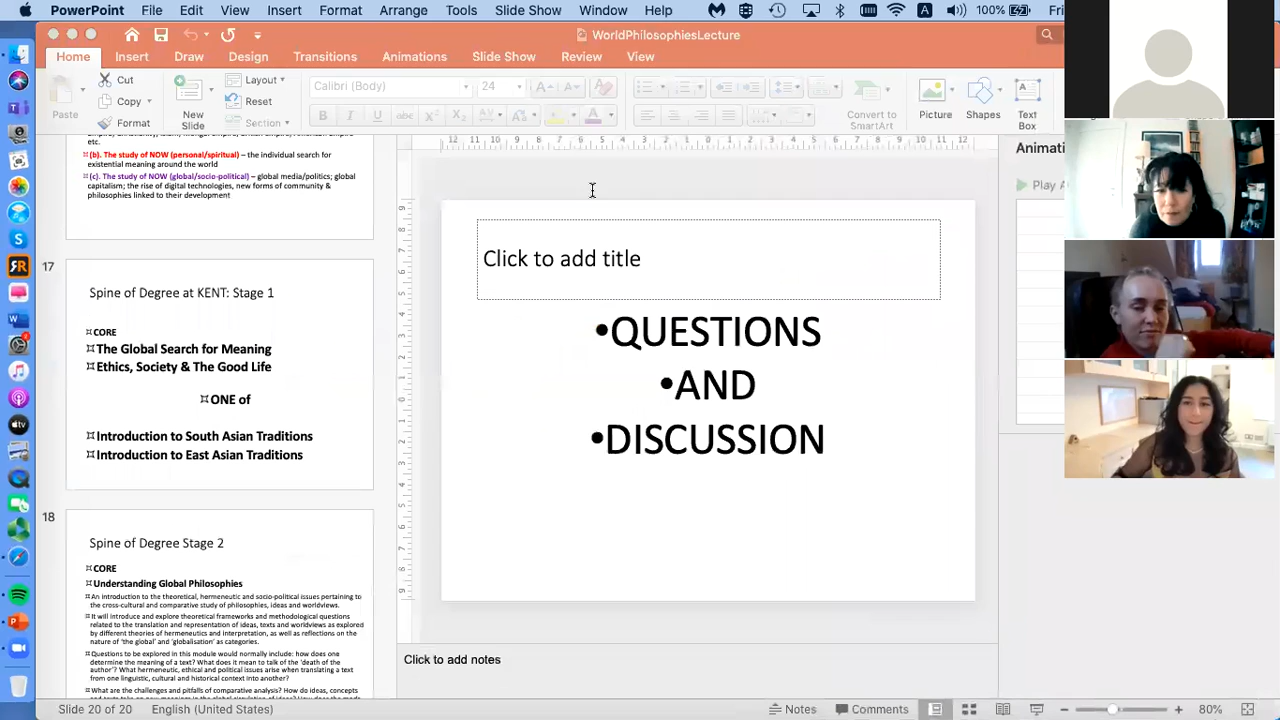 100%
Fri
WorldPhilosophiesLecture
Home Insert Draw Design Transitions Animations Slide Show Review View
Paste
Cut
Copy
Format
New
Slide
Layout
Reset
Section
Calibri (Body) 24
Convert to
SmartArt
Picture
Shapes
Text
Box
etc.
(b). The study of NOW (personal/spiritual) – the individual search for
existential meaning around the world
(c). The study of NOW (global/socio-political) – global media/politics; global
capitalism; the rise of digital technologies, new forms of community &
philosophies linked to their development
17
Spine of Degree at KENT: Stage 1
CORE
The Global Search for Meaning
Ethics, Society & The Good Life
ONE of
Introduction to South Asian Traditions
Introduction to East Asian Traditions
18
Spine of Degree Stage 2
CORE
Understanding Global Philosophies
An introduction to the theoretical, hermeneutic and socio-political issues pertaining to
the cross-cultural and comparative study of philosophies, ideas and worldviews.
It will introduce and explore theoretical frameworks and methodological questions
related to the translation and representation of ideas, texts and worldviews as explored
by different theories of hermeneutics and interpretation, as well as reflections on the
nature of 'the global' and 'globalisation' as categories.
Questions to be explored in this module would normally include: how does one
determine the meaning of a text? What does it mean to talk of the 'death of the
author'? What hermeneutic, ethical and political issues arise when translating a text
from one linguistic, cultural and historical context into another?
What are the challenges and pitfalls of comparative analysis? How do ideas, concepts
Click to add title
•QUESTIONS
•AND
•DISCUSSION
Click to add notes
Animati
Play A
Slide 20 of 20 English (United States)
Notes Comments 80%